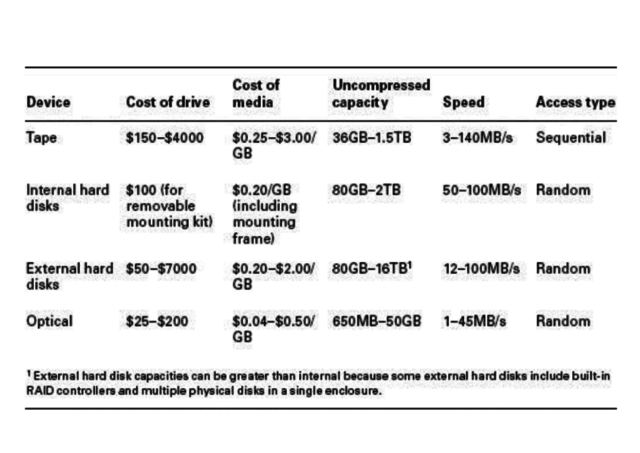 Device Cost of drive Cost of media Uncompressed capacity Speed Access type
Tape $150–$4000 $0.25–$3.00/GB 36GB–1.5TB 3–140MB/s Sequential
Internal hard disks $100 (for removable mounting kit) $0.20/GB (including mounting frame) 80GB–2TB 50–100MB/s Random
External hard disks $50–$7000 $0.20–$2.00/GB 80GB–16TB¹ 12–100MB/s Random
Optical $25–$200 $0.04–$0.50/GB 650MB–50GB 1–45MB/s Random
¹ External hard disk capacities can be greater than internal because some external hard disks include built-in
RAID controllers and multiple physical disks in a single enclosure.